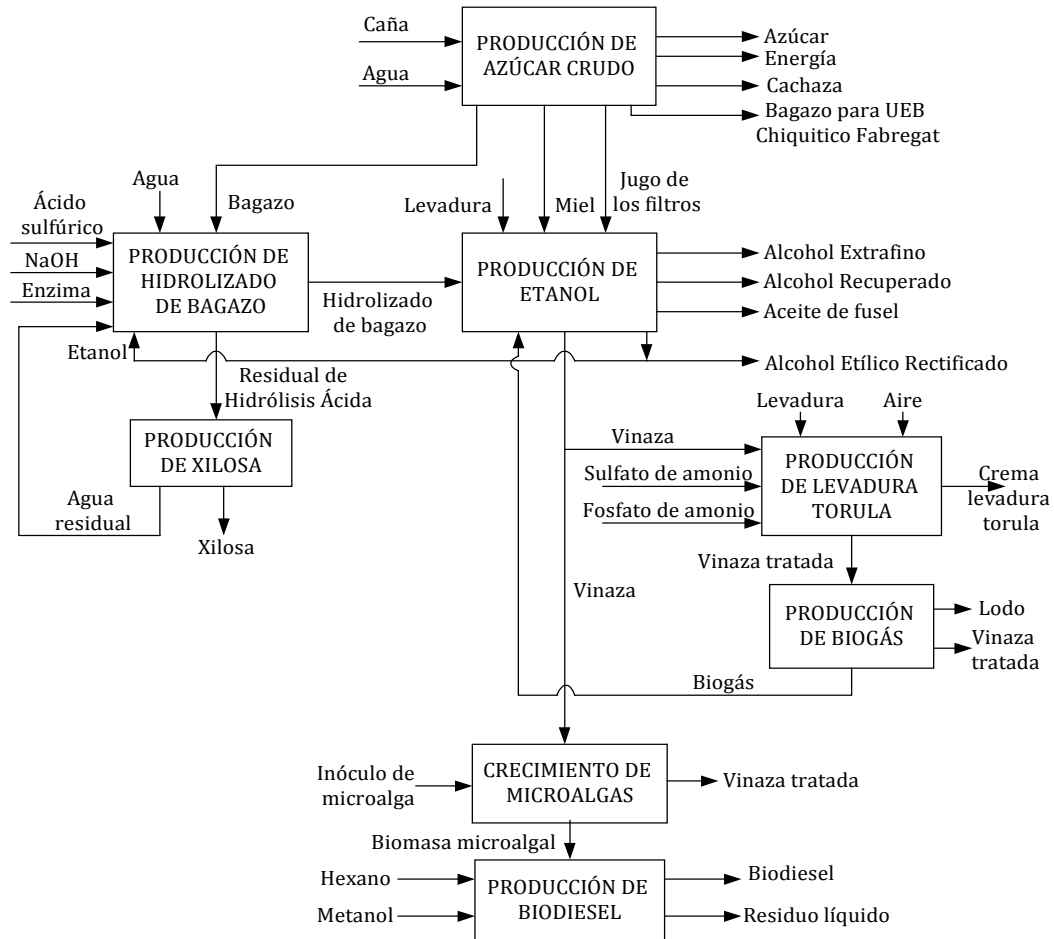 Caña
Agua
PRODUCCIÓN DE
AZÚCAR CRUDO
Azúcar
Energía
Cachaza
Bagazo para UEB
Chiquitico Fabregat
Agua
Bagazo
Levadura
Miel
Jugo de
los filtros
Ácido
sulfúrico
NaOH
Enzima
PRODUCCIÓN DE
HIDROLIZADO
DE BAGAZO
Hidrolizado
de bagazo
PRODUCCIÓN DE
ETANOL
Alcohol Extrafino
Alcohol Recuperado
Aceite de fusel
Etanol
Alcohol Etílico Rectificado
Residual de
Hidrólisis Ácida
PRODUCCIÓN
DE XILOSA
Agua
residual
Xilosa
Levadura
Aire
Vinaza
Sulfato de amonio
Fosfato de amonio
PRODUCCIÓN
DE LEVADURA
TORULA
Crema
levadura
torula
Vinaza tratada
Vinaza
PRODUCCIÓN
DE BIOGÁS
Lodo
Vinaza
tratada
Biogás
Inóculo de
microalga
CRECIMIENTO DE
MICROALGAS
Vinaza tratada
Biomasa microalgal
Hexano
Metanol
PRODUCCIÓN DE
BIODIESEL
Biodiesel
Residuo líquido